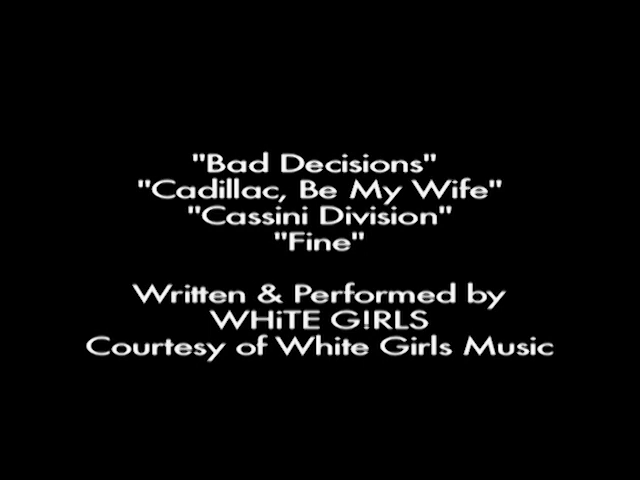 "Bad Decisions"
"Cadillac, Be My Wife"
"Cassini Division"
"Fine"
Written & Performed by
WHiTE G!RLS
Courtesy of White Girls Music